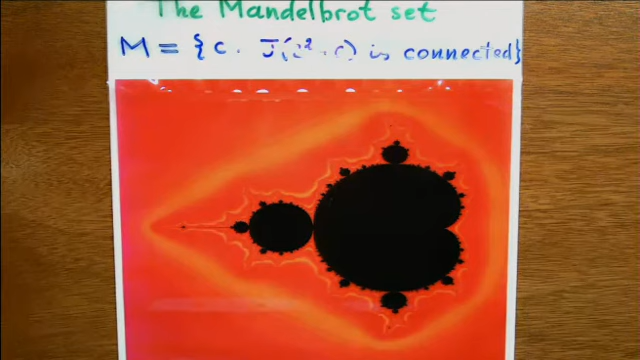 The Mandelbrot set
M = { c : J(z² + c) is connected}